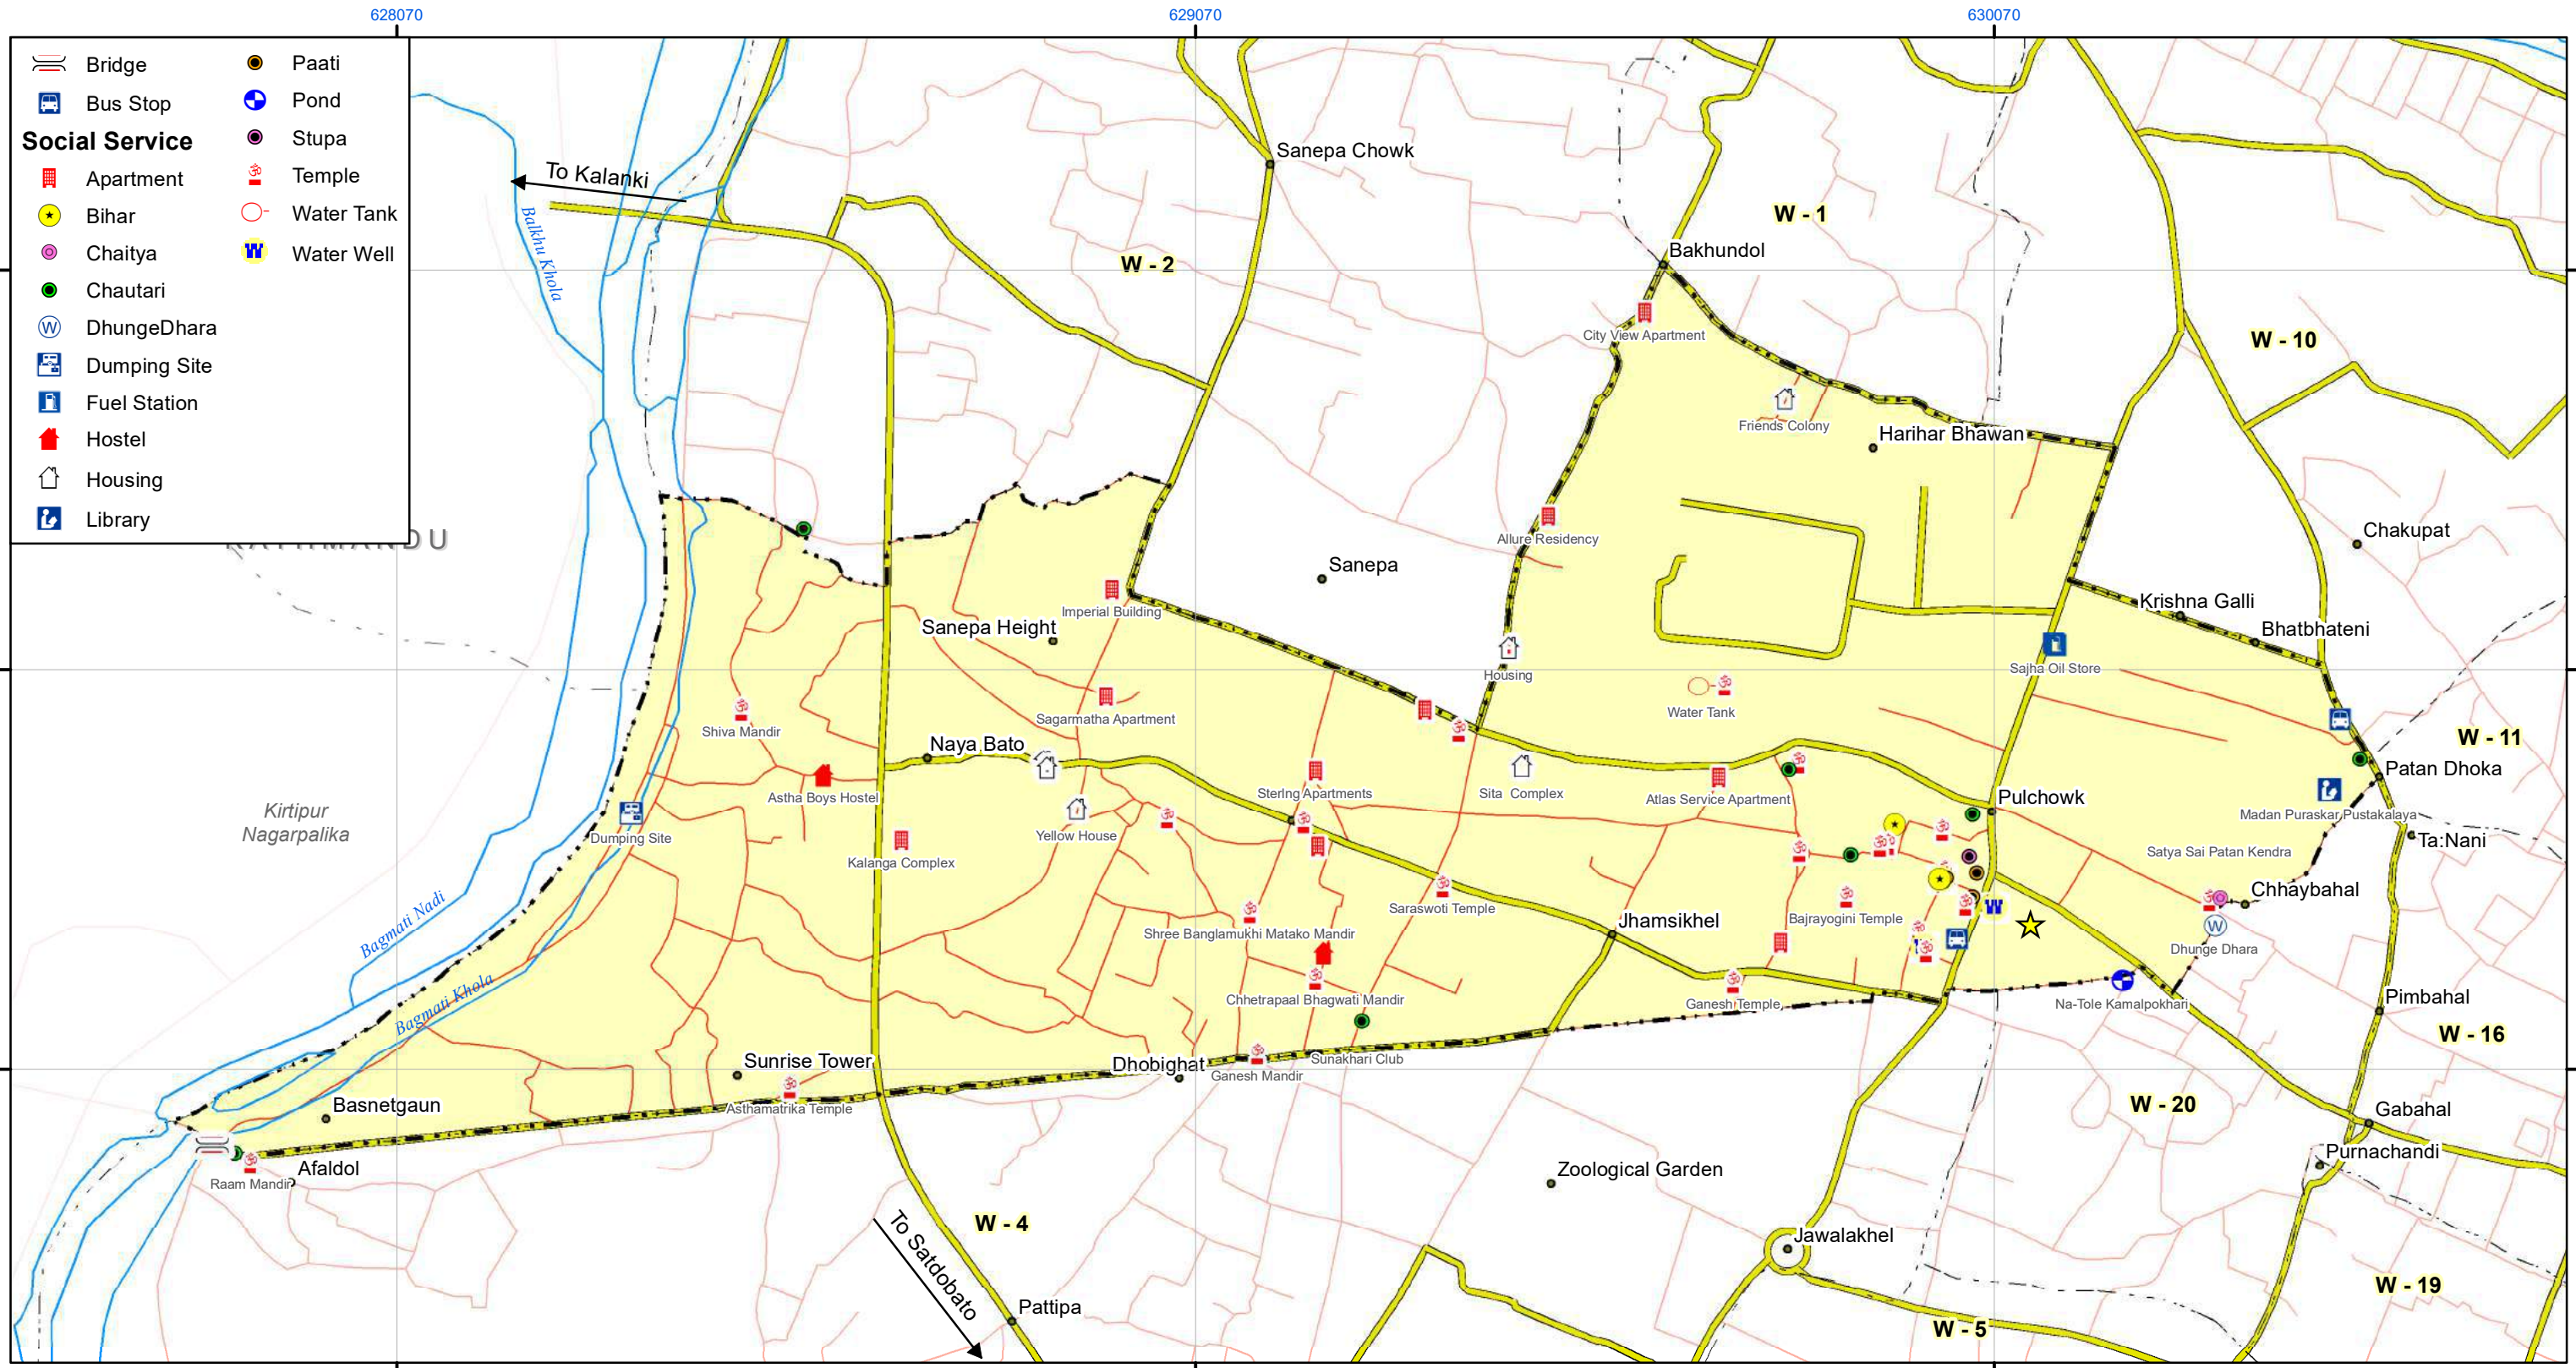 628070
629070
630070
Bridge
Bus Stop
Social Service
Apartment
Bihar
Chaitya
Chautari
DhungeDhara
Dumping Site
Fuel Station
Hostel
Housing
Library
Paati
Pond
Stupa
Temple
Water Tank
Water Well
To Kalanki
Balkhu Khola
Sanepa Chowk
W - 2
W - 1
Bakhundol
City View Apartment
W - 10
Friends Colony
Harihar Bhawan
Allure Residency
Sanepa
Chakupat
Imperial Building
Sanepa Height
Krishna Galli
Bhatbhateni
Housing
Sajha Oil Store
Water Tank
Sagarmatha Apartment
Shiva Mandir
Naya Bato
W - 11
Patan Dhoka
Astha Boys Hostel
Sterlng Apartments
Sita Complex
Atlas Service Apartment
Pulchowk
Madan Puraskar Pustakalaya
Kirtipur
Nagarpalika
Dumping Site
Yellow House
Kalanga Complex
Ta:Nani
Satya Sai Patan Kendra
Chhaybahal
Saraswoti Temple
Jhamsikhel
Bajrayogini Temple
Bagmati Nadi
Shree Banglamukhi Matako Mandir
Dhunge Dhara
Bagmati Khola
Chhetrapaal Bhagwati Mandir
Ganesh Temple
Na-Tole Kamalpokhari
Pimbahal
W - 16
Sunrise Tower
Dhobighat
Sunakhari Club
Ganesh Mandir
Asthamatrika Temple
Basnetgaun
W - 20
Gabahal
Purnachandi
Afaldol
Raam Mandir
Zoological Garden
To Satdobato
W - 4
Jawalakhel
Pattipa
W - 19
W - 5